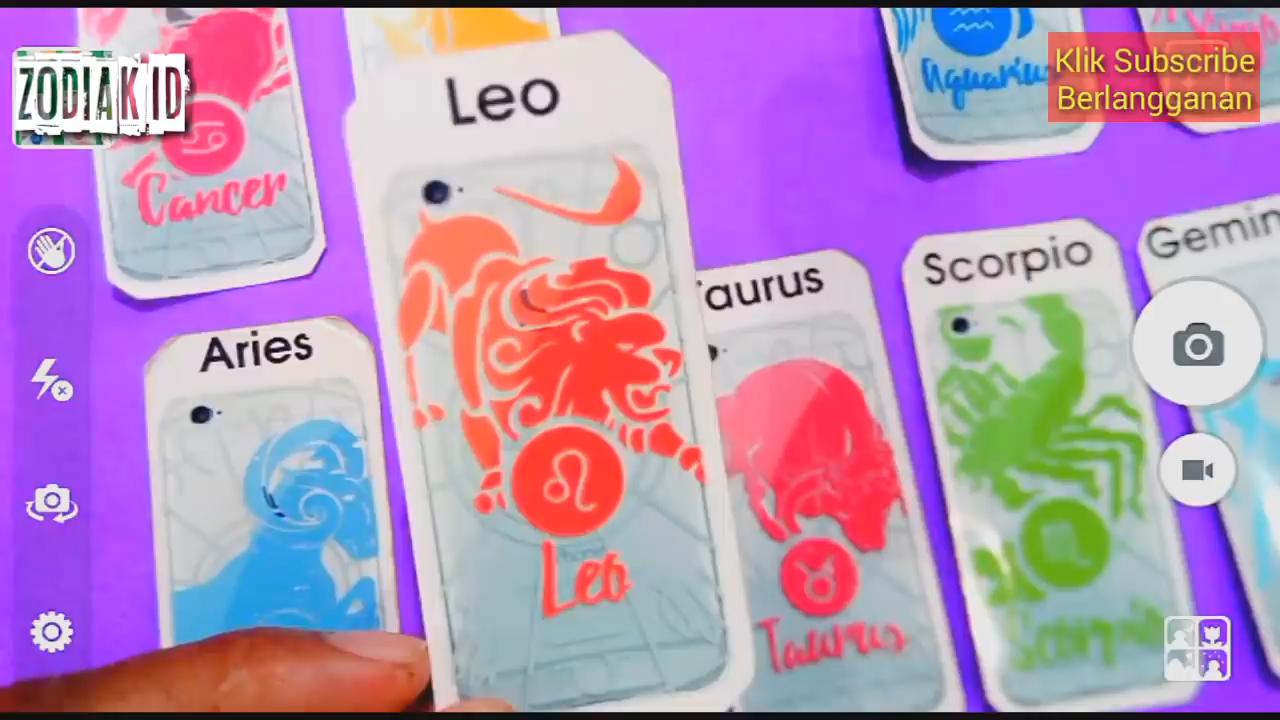 ZODIAK ID
Klik Subscribe
Berlangganan
Leo
Leo
Cancer
Aquarius
Aries
Taurus
Taurus
Scorpio
Scorpio
Gemin